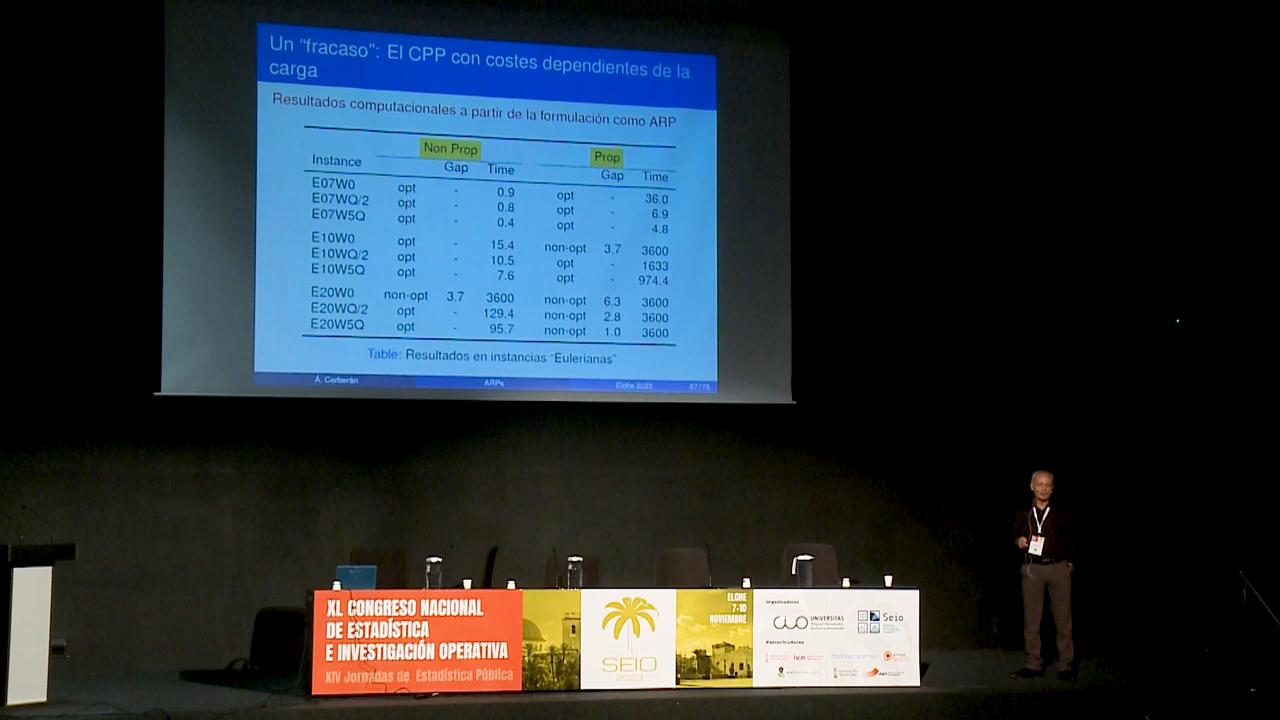 Un “fracaso”: El CPP con costes dependientes de la
carga
Resultados computacionales a partir de la formulación como ARP
Non Prop Prop
Instance Gap Time Gap Time
E07W0 opt - 0.9 opt - 36.0
E07WQ/2 opt - 0.8 opt - 6.9
E07W5Q opt - 0.4 opt - 4.8
E10W0 opt - 15.4 non-opt 3.7 3600
E10WQ/2 opt - 10.5 opt - 1633
E10W5Q opt - 7.6 opt - 974.4
E20W0 non-opt 3.7 3600 non-opt 6.3 3600
E20WQ/2 opt - 129.4 non-opt 2.8 3600
E20W5Q opt - 95.7 non-opt 1.0 3600
Table: Resultados en instancias “Eulerianas”
Á. Corberán ARPs Elche 2023 57/75
XL CONGRESO NACIONAL
DE ESTADÍSTICA
E INVESTIGACIÓN OPERATIVA
XIV Jornadas de Estadística Pública
SEIO
2023
ELCHE
7-10
NOVIEMBRE
Organizadores
CIO UNIVERSITAS
Miguel Hernández
Seio
Patrocinadores